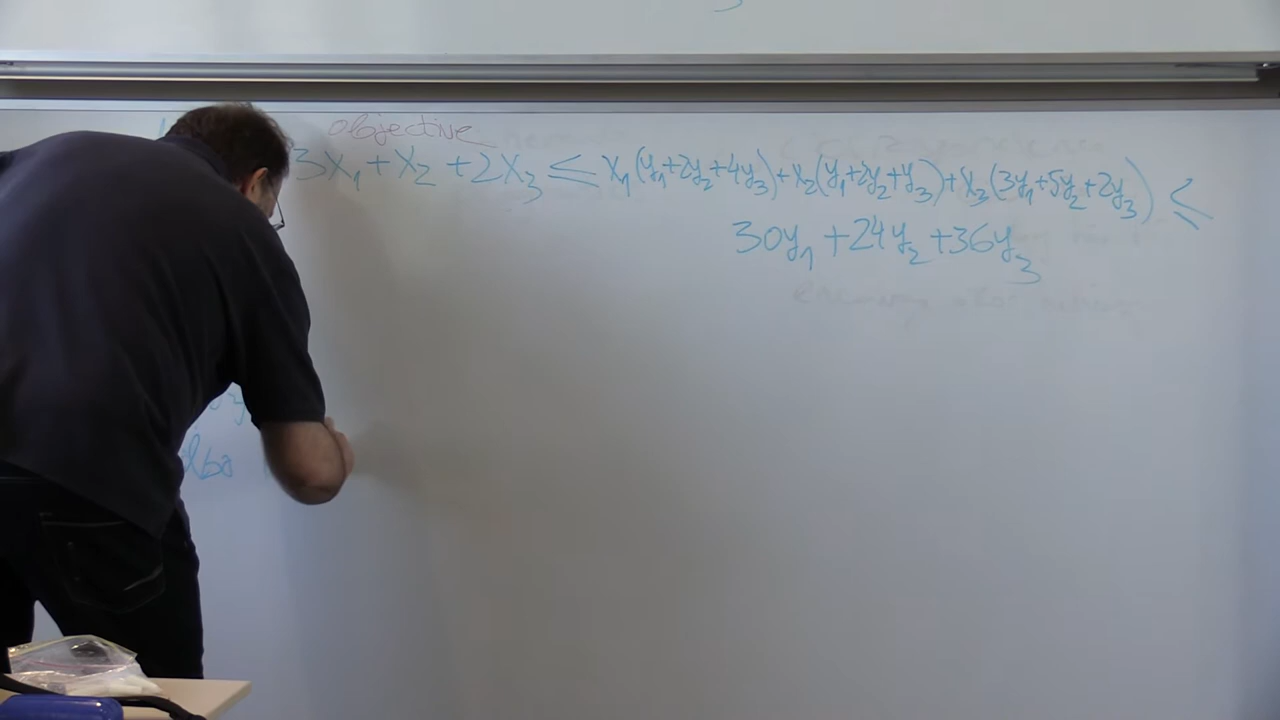 objective
3x₁+x₂+2x₃ ≤ x₁(y₁+2y₂+4y₃)+x₂(y₁+2y₂+y₃)+x₃(3y₁+5y₂+2y₃) ≤
30y₁+24y₂+36y₃